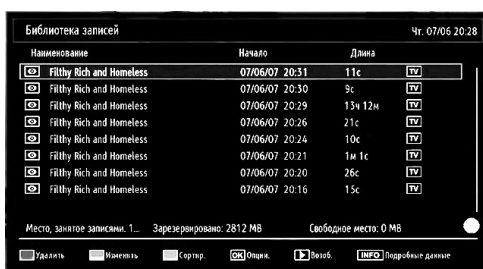 Библиотека записей Чт. 07/06 20:28
Наименование Начало Длина
Filthy Rich and Homeless 07/06/07 20:31 11с TV
Filthy Rich and Homeless 07/06/07 20:30 9с TV
Filthy Rich and Homeless 07/06/07 20:29 13ч 12м TV
Filthy Rich and Homeless 07/06/07 20:26 21с TV
Filthy Rich and Homeless 07/06/07 20:24 10с TV
Filthy Rich and Homeless 07/06/07 20:21 1м 1с TV
Filthy Rich and Homeless 07/06/07 20:20 26с TV
Filthy Rich and Homeless 07/06/07 20:16 15с TV
Место, занятое записями. 1... Зарезервировано: 2812 MB Свободное место: 0 MB
Удалить Изменить Сортир. OK Опции. Возоб. INFO Подробные данные